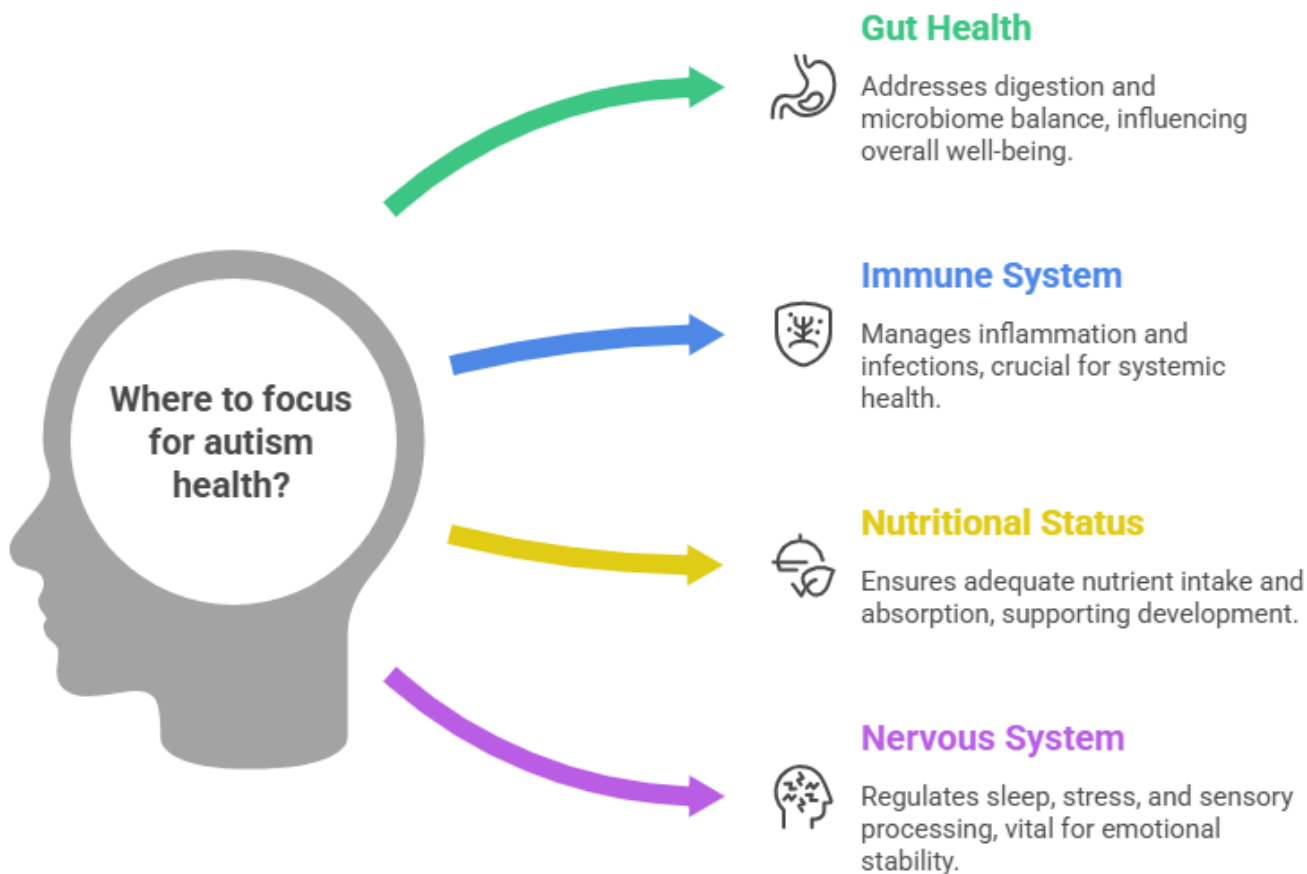 Gut Health
Addresses digestion and
microbiome balance, influencing
overall well-being.
Immune System
Manages inflammation and
infections, crucial for systemic
health.
Where to focus
for autism
health?
Nutritional Status
Ensures adequate nutrient intake and
absorption, supporting development.
Nervous System
Regulates sleep, stress, and sensory
processing, vital for emotional
stability.